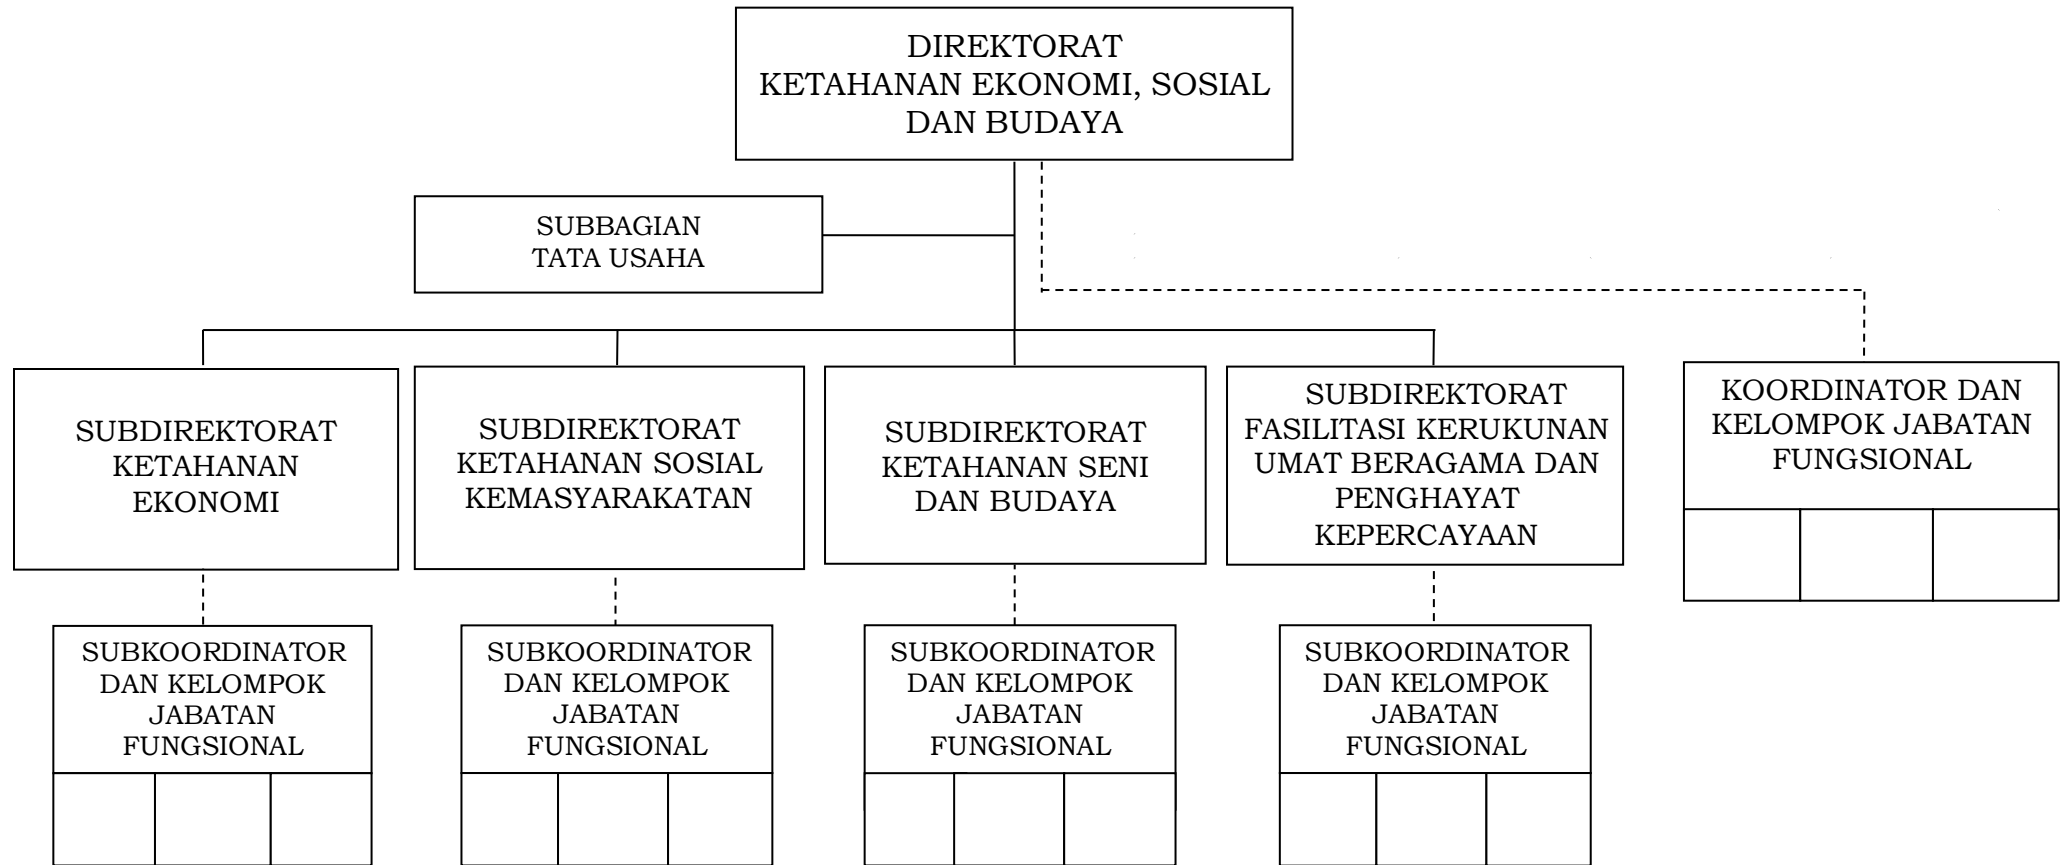 DIREKTORAT
KETAHANAN EKONOMI, SOSIAL
DAN BUDAYA
SUBBAGIAN
TATA USAHA
SUBDIREKTORAT
KETAHANAN
EKONOMI
SUBDIREKTORAT
KETAHANAN SOSIAL
KEMASYARAKATAN
SUBDIREKTORAT
KETAHANAN SENI
DAN BUDAYA
SUBDIREKTORAT
FASILITASI KERUKUNAN
UMAT BERAGAMA DAN
PENGHAYAT
KEPERCAYAAN
KOORDINATOR DAN
KELOMPOK JABATAN
FUNGSIONAL
SUBKOORDINATOR
DAN KELOMPOK
JABATAN
FUNGSIONAL
SUBKOORDINATOR
DAN KELOMPOK
JABATAN
FUNGSIONAL
SUBKOORDINATOR
DAN KELOMPOK
JABATAN
FUNGSIONAL
SUBKOORDINATOR
DAN KELOMPOK
JABATAN
FUNGSIONAL